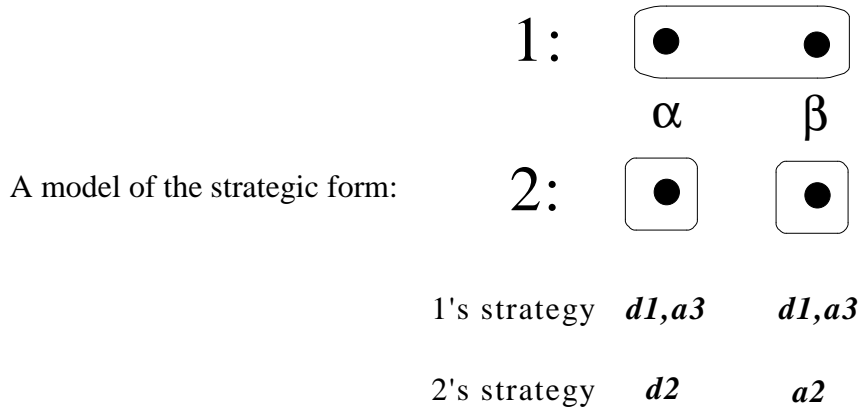 1:
α β
A model of the strategic form:
2:
1's strategy d1,a3 d1,a3
2's strategy d2 a2